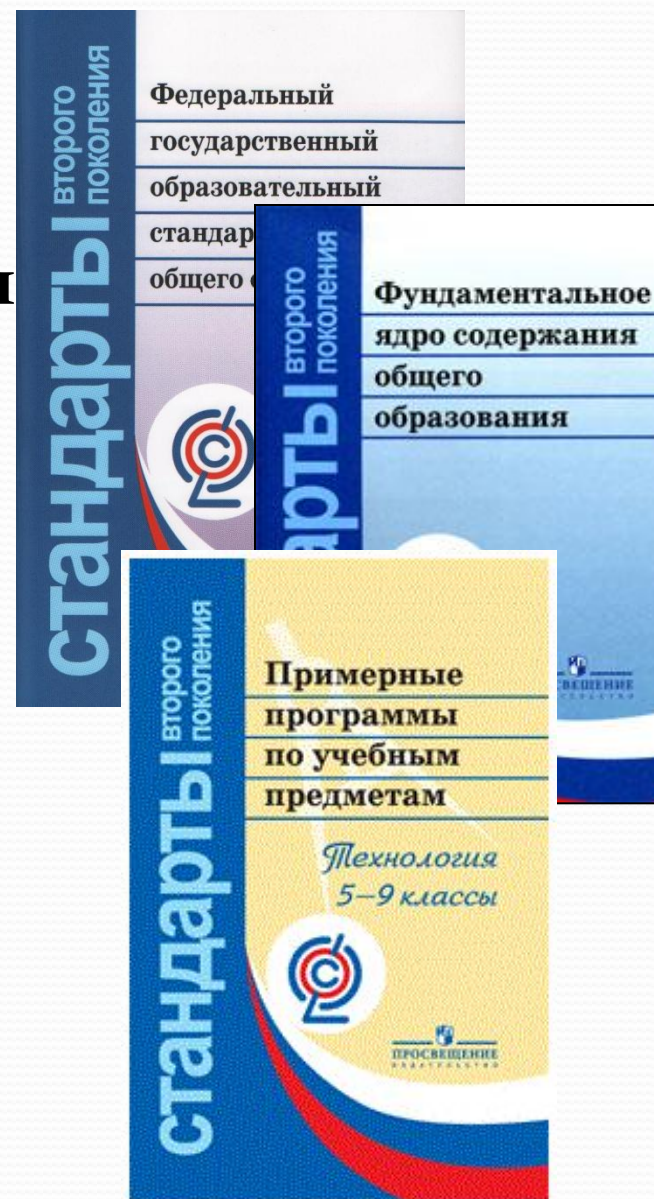 стандарты
второго
поколения
Федеральный
государственный
образовательный
стандар
общего
второго
поколения
Фундаментальное
ядро содержания
общего
образования
стандарты
второго
поколения
Примерные
программы
по учебным
предметам
Технология
5–9 классы
ПРОСВЕЩЕНИЕ
ИЗДАТЕЛЬСТВО